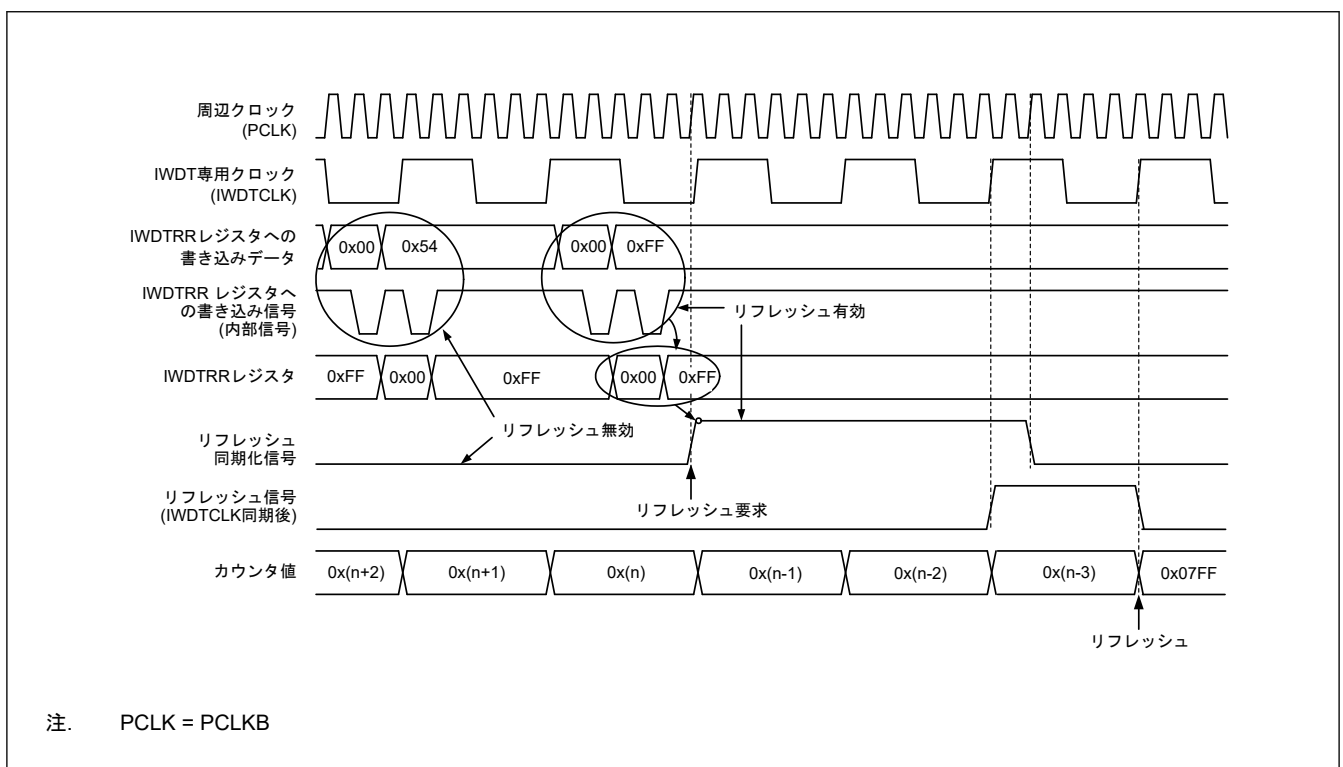 周辺クロック
(PCLK)
IWDT専用クロック
(IWDTCLK)
IWDTRRレジスタへの
書き込みデータ
0x00
0x54
0x00
0xFF
IWDTRR レジスタへ
の書き込み信号
(内部信号)
リフレッシュ有効
IWDTRRレジスタ
0xFF
0x00
0xFF
0x00
0xFF
リフレッシュ無効
リフレッシュ
同期化信号
リフレッシュ要求
リフレッシュ信号
(IWDTCLK同期後)
カウンタ値
0x(n+2)
0x(n+1)
0x(n)
0x(n-1)
0x(n-2)
0x(n-3)
0x07FF
リフレッシュ
注. PCLK = PCLKB